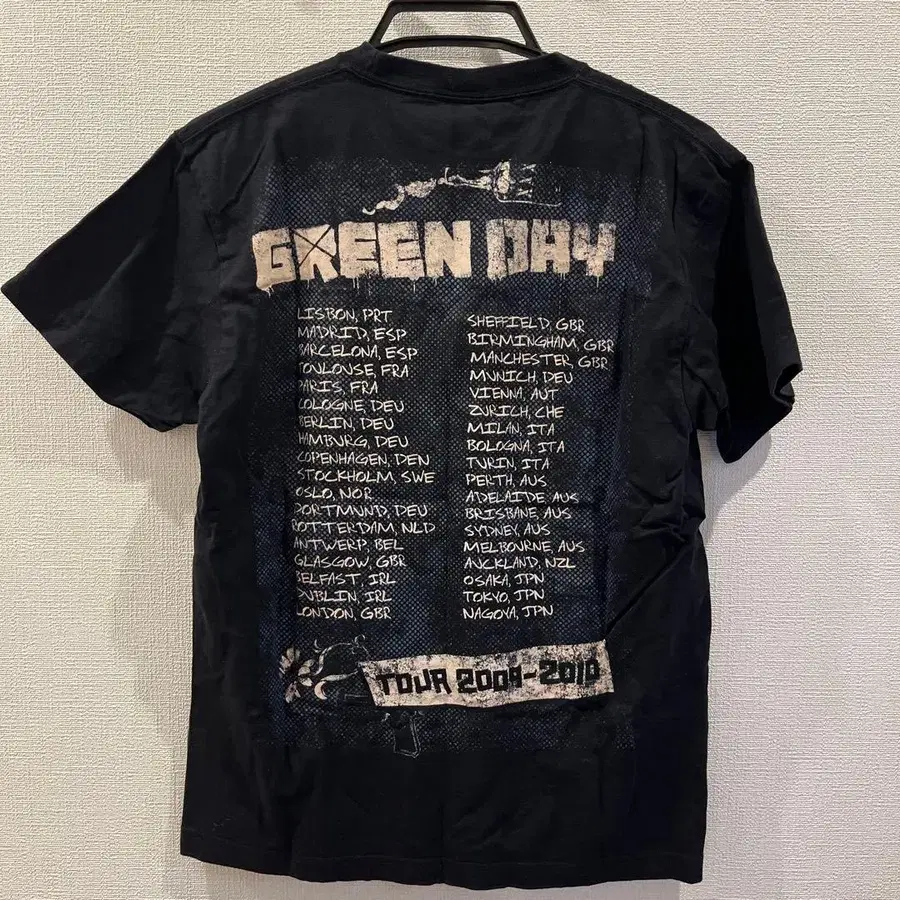 GREEN DAY
LISBON, PRT
MADRID, ESP
BARCELONA, ESP
TOULOUSE, FRA
PARIS, FRA
COLOGNE, DEU
BERLIN, DEU
HAMBURG, DEU
COPENHAGEN, DEN
STOCKHOLM, SWE
OSLO, NOR
DORTMUND, DEU
ROTTERDAM, NLD
ANTWERP, BEL
GLASGOW, GBR
BELFAST, IRL
DUBLIN, IRL
LONDON, GBR
SHEFFIELD, GBR
BIRMINGHAM, GBR
MANCHESTER, GBR
MUNICH, DEU
VIENNA, AUT
ZURICH, CHE
MILAN, ITA
BOLOGNA, ITA
TURIN, ITA
PERTH, AUS
ADELAIDE, AUS
BRISBANE, AUS
SYDNEY, AUS
MELBOURNE, AUS
AUCKLAND, NZL
OSAKA, JPN
TOKYO, JPN
NAGOYA, JPN
TOUR 2009-2010